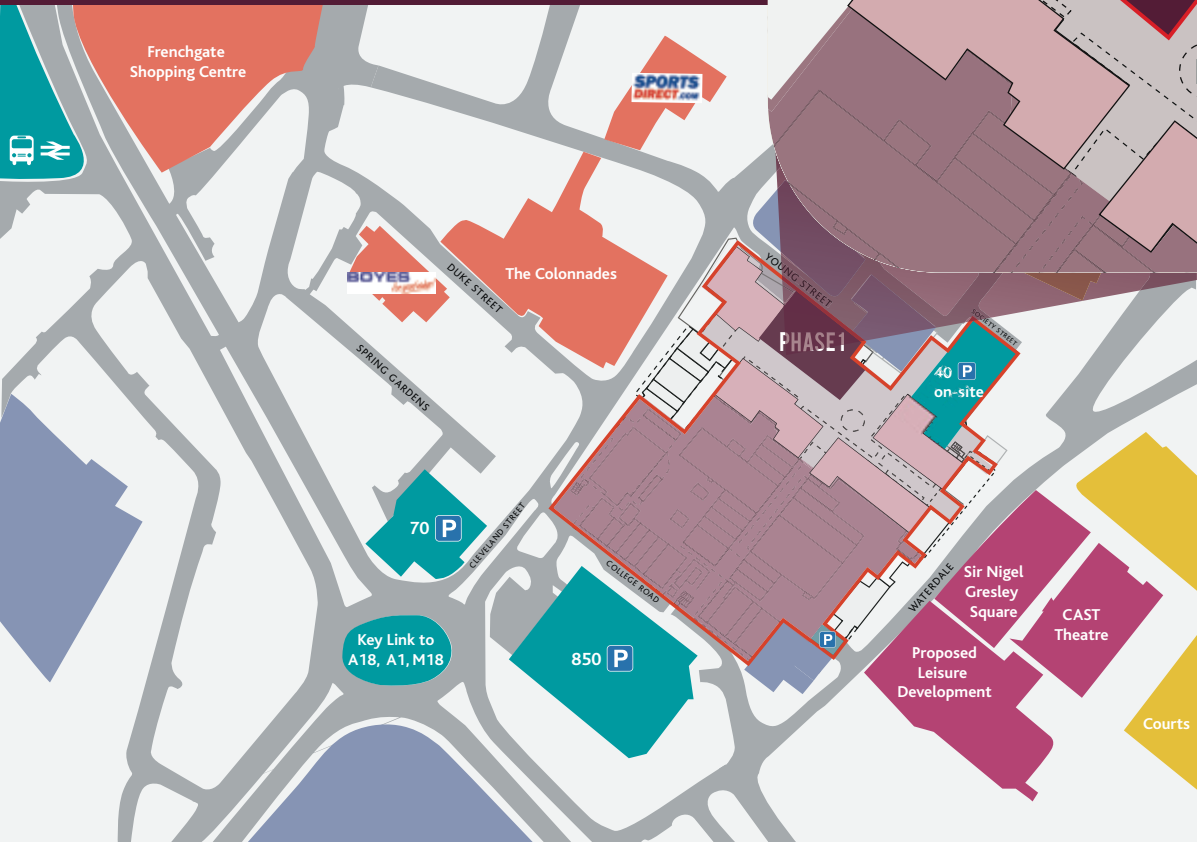 Frenchgate
Shopping Centre
SPORTS
DIRECT.COM
BOYES
The Colonnades
DUKE STREET
YOUNG STREET
SOCIETY STREET
PHASE 1
40 P
on-site
SPRING GARDENS
70 P
CLEVELAND STREET
COLLEGE ROAD
WATERDALE
Sir Nigel
Gresley
Square
CAST
Theatre
Key Link to
A18, A1, M18
850 P
P
Proposed
Leisure
Development
Courts